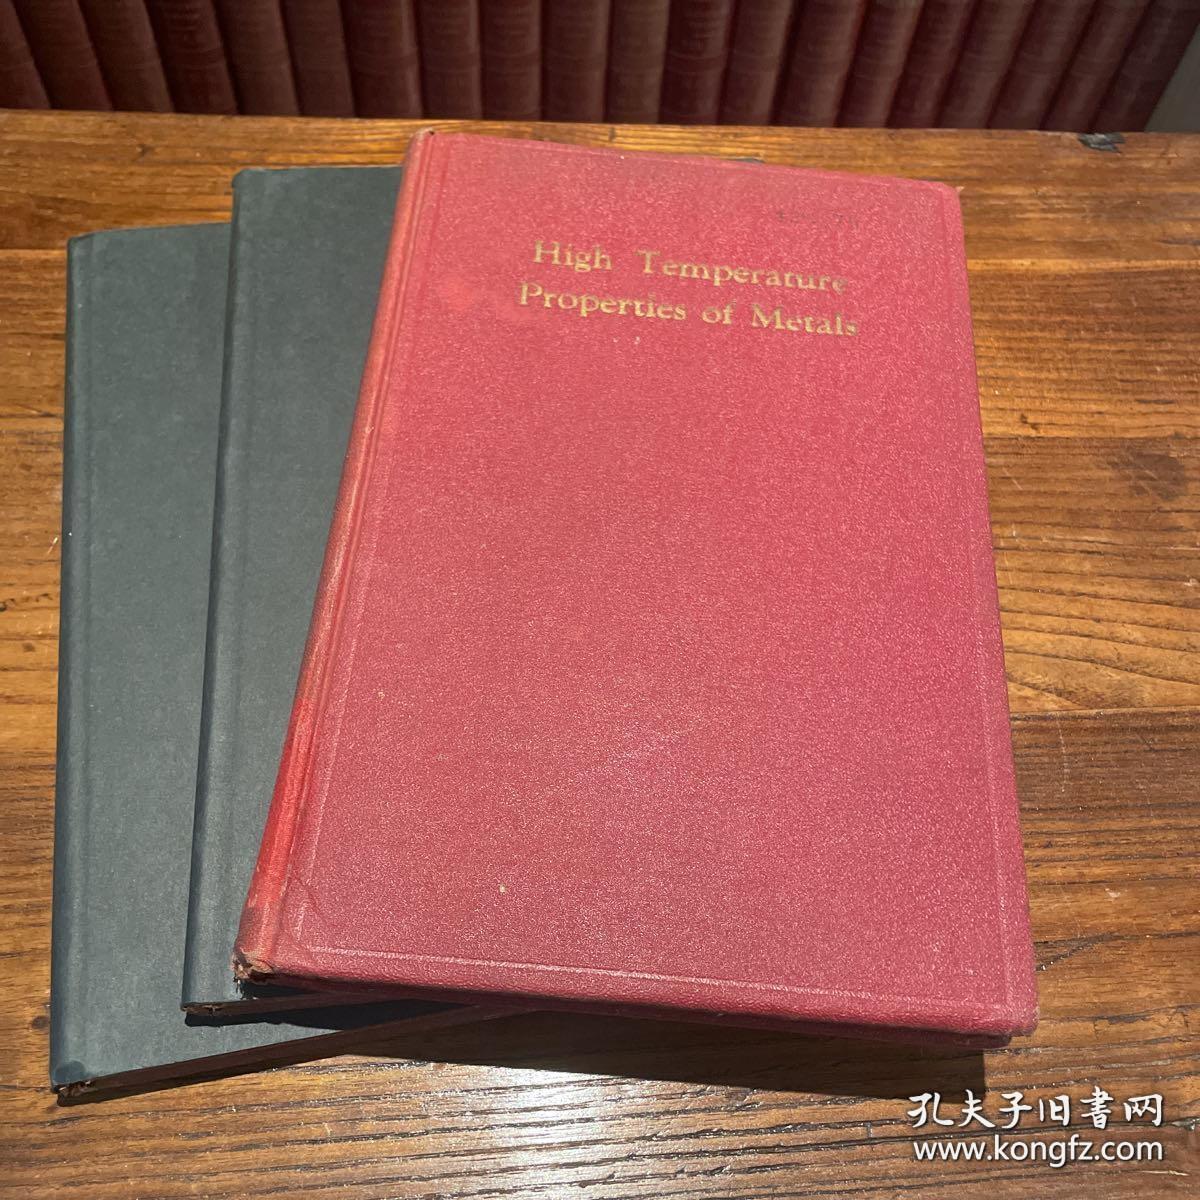 High Temperature
Properties of Metals
孔夫子旧書网
www.kongfz.com